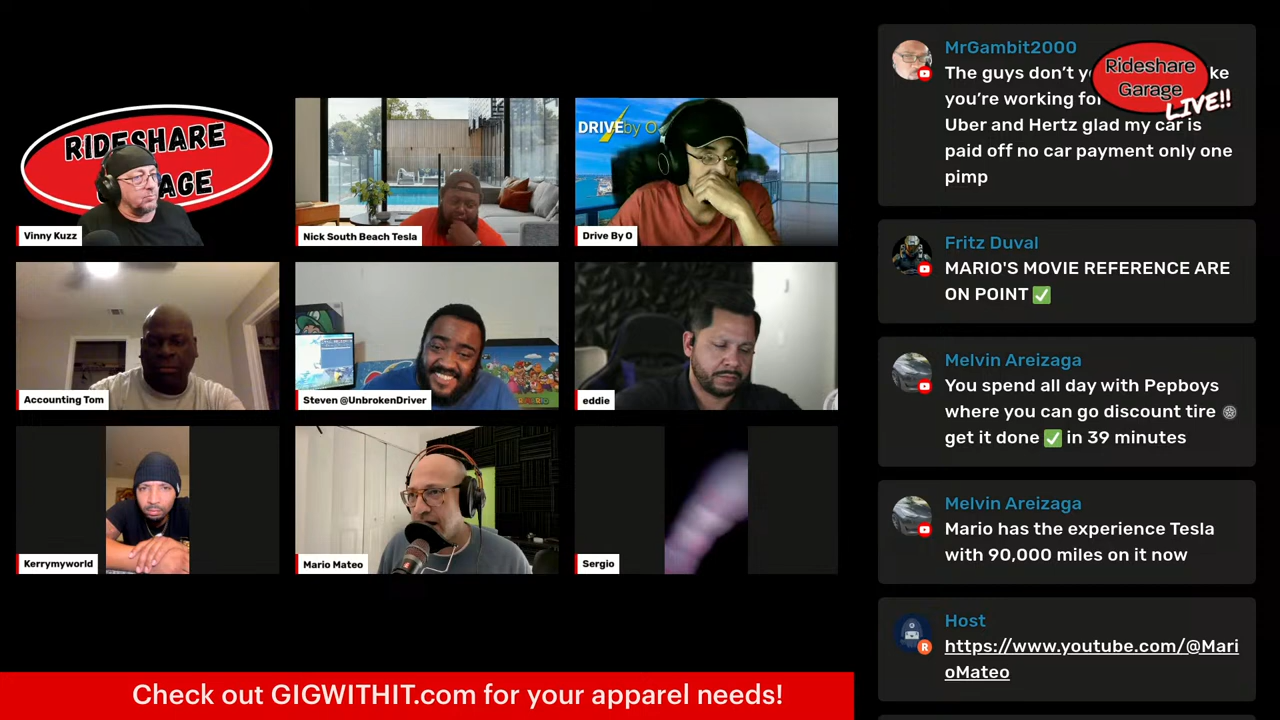 RIDESHARE
AGE
Vinny Kuzz
Nick South Beach Tesla
DRIVEby O
Drive By O
Accounting Tom
Steven @UnbrokenDriver
eddie
Kerrymyworld
Mario Mateo
Sergio
Check out GIGWITHIT.com for your apparel needs!
MrGambit2000
The guys don’t ke
you’re working for
Uber and Hertz glad my car is
paid off no car payment only one
pimp
Rideshare
Garage
LIVE!!
Fritz Duval
MARIO'S MOVIE REFERENCE ARE
ON POINT ✅
Melvin Areizaga
You spend all day with Pepboys
where you can go discount tire 🛞
get it done ✅ in 39 minutes
Melvin Areizaga
Mario has the experience Tesla
with 90,000 miles on it now
Host
https://www.youtube.com/@Mari
oMateo